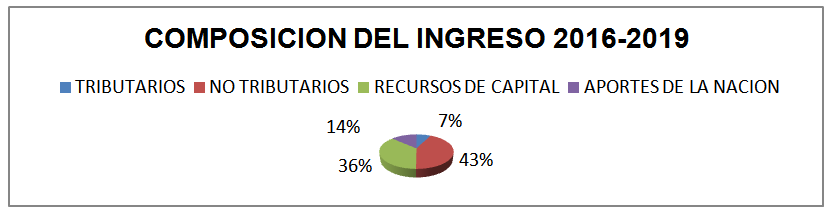 COMPOSICION DEL INGRESO 2016-2019
TRIBUTARIOS NO TRIBUTARIOS RECURSOS DE CAPITAL APORTES DE LA NACION
14% 7%
36% 43%